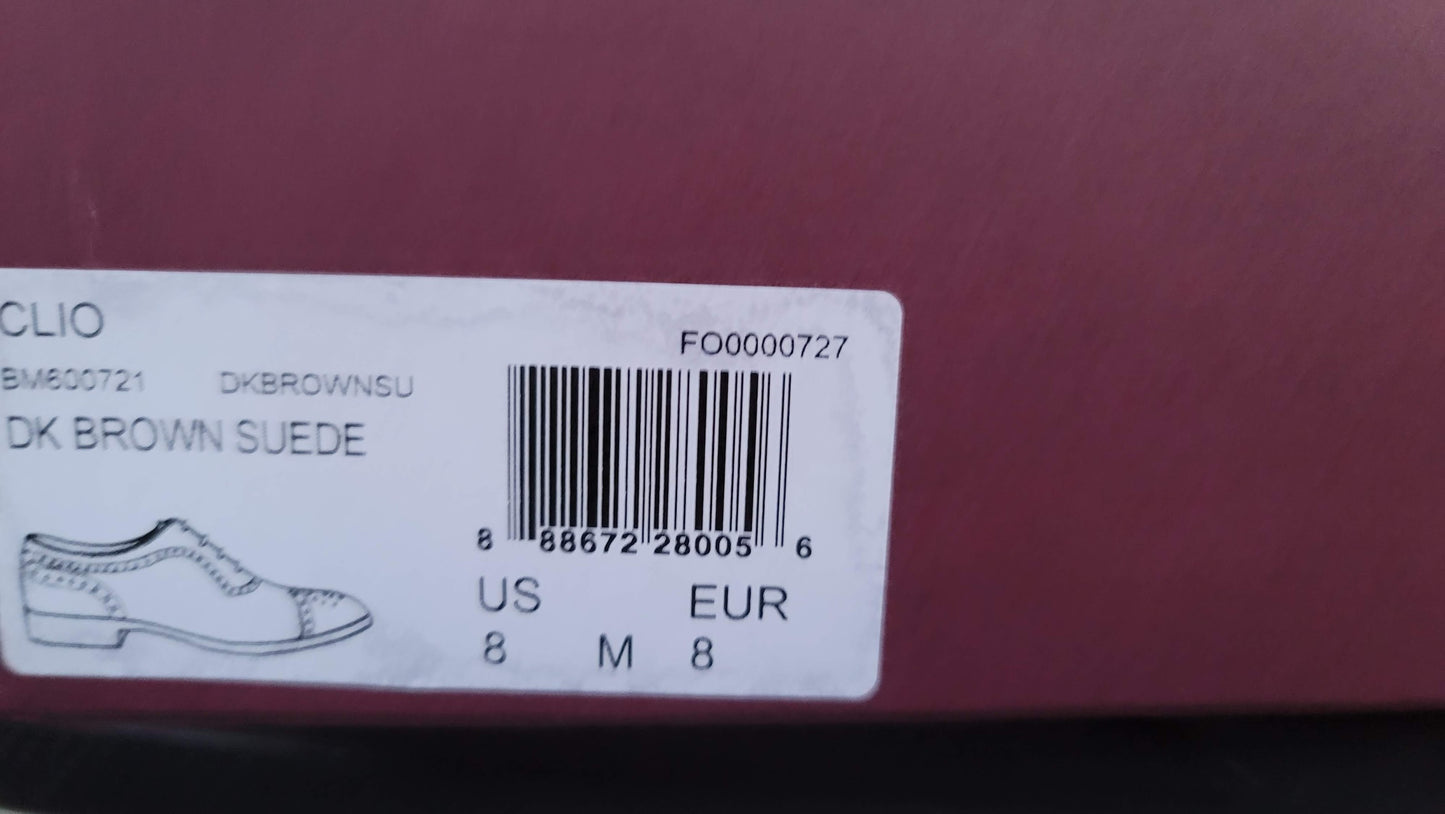 CLIO
FO0000727
BM600721 DKBROWNSU
DK BROWN SUEDE
8 88672 28005 6
US EUR
8 M 8